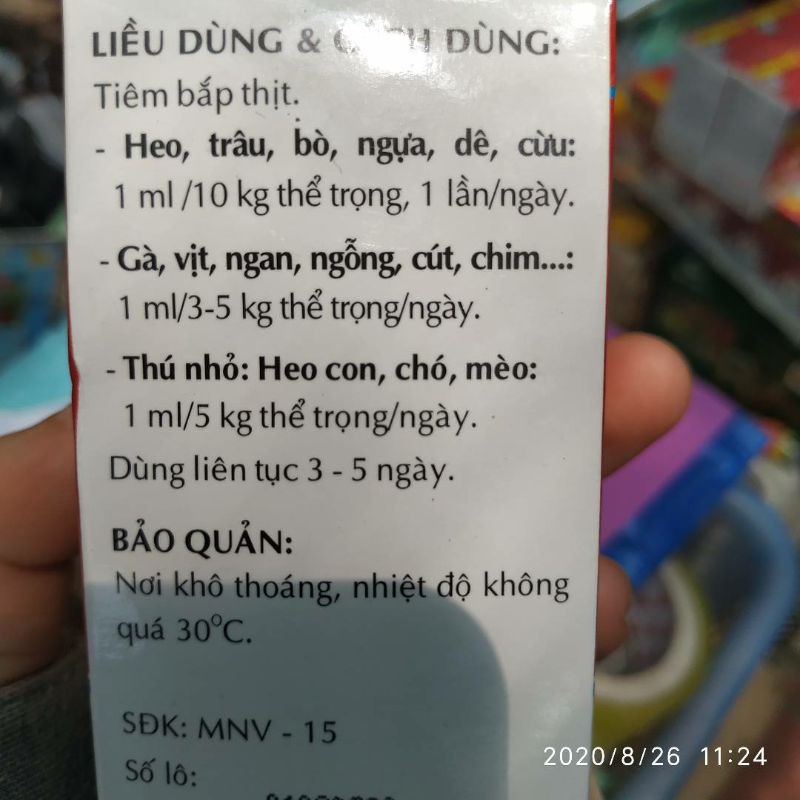 LIỀU DÙNG & CÁCH DÙNG:
Tiêm bắp thịt.
- Heo, trâu, bò, ngựa, dê, cừu:
1 ml /10 kg thể trọng, 1 lần/ngày.
- Gà, vịt, ngan, ngỗng, cút, chim...:
1 ml/3-5 kg thể trọng/ngày.
- Thú nhỏ: Heo con, chó, mèo:
1 ml/5 kg thể trọng/ngày.
Dùng liên tục 3 - 5 ngày.
BẢO QUẢN:
Nơi khô thoáng, nhiệt độ không
quá 30°C.
SĐK: MNV - 15
Số lô:
2020/8/26 11:24